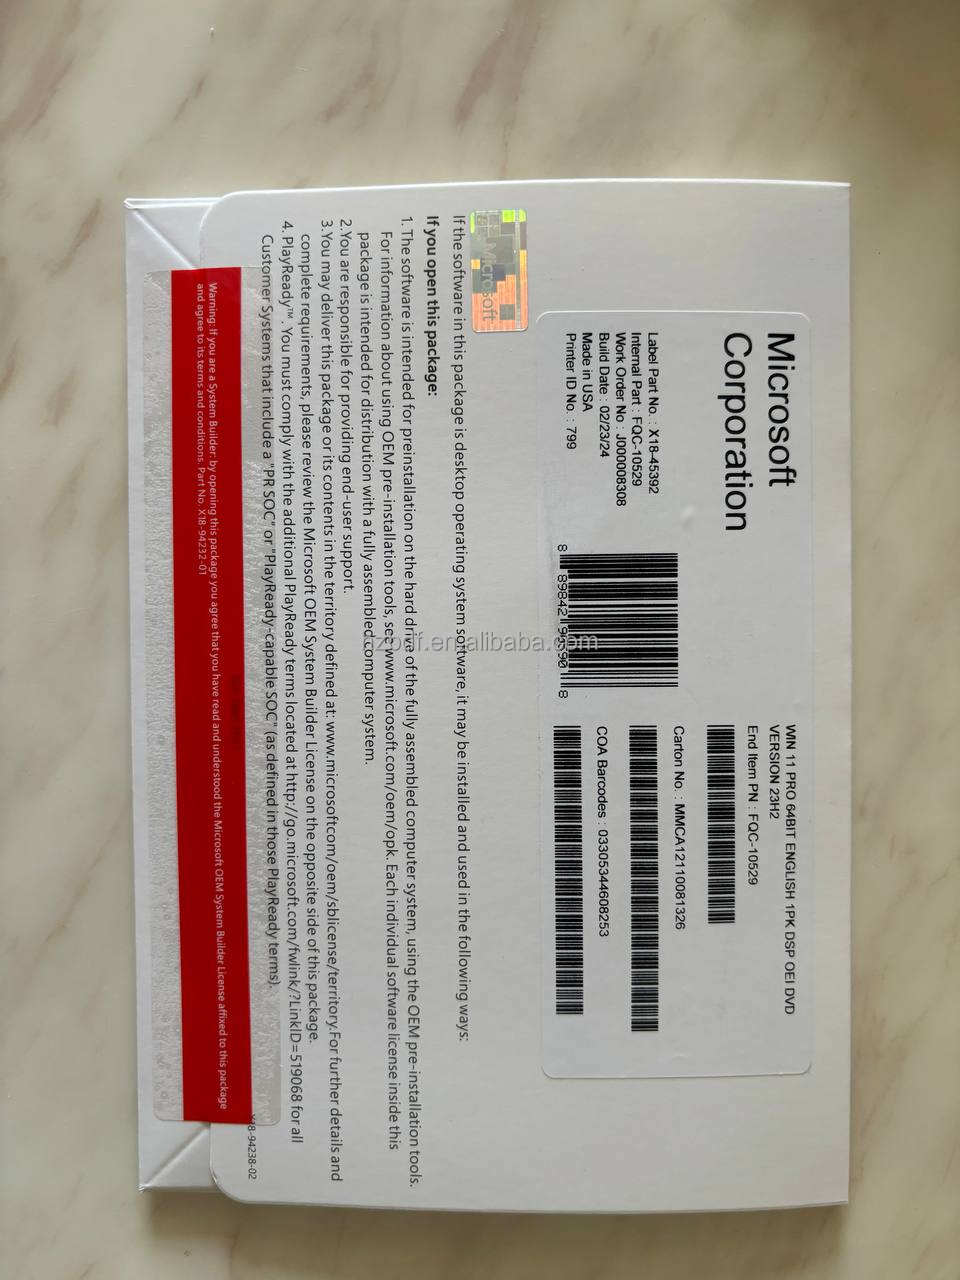 Microsoft
Corporation
Label Part No. : X18-45392
Internal Part : FQC-10529
Work Order No : J000008308
Build Date : 02/23/24
Made in USA
Printer ID No. : 799
8 89842 96690 8
WIN 11 PRO 64BIT ENGLISH 1PK DSP OEI DVD
VERSION 23H2
End Item PN : FQC-10529
Carton No. : MMCA12110081326
COA Barcodes : 03305344608253
Microsoft
If the software in this package is desktop operating system software, it may be installed and used in the following ways:
If you open this package:
1. The software is intended for preinstallation on the hard drive of the fully assembled computer system, using the OEM pre-installation tools.
For information about using OEM pre-installation tools, see www.microsoft.com/oem/opk. Each individual software license inside this
package is intended for distribution with a fully assembled computer system.
2.You are responsible for providing end-user support.
3.You may deliver this package or its contents in the territory defined at: www.microsoftcom/oem/sblicense/territory.For further details and
complete requirements, please review the Microsoft OEM System Builder License on the opposite side of this package.
4. PlayReady™ . You must comply with the additional PlayReady terms located at http://go.microsoft.com/fwlink/?LinkID=519068 for all
Customer Systems that include a "PR SOC" or "PlayReady-capable SOC" (as defined in those PlayReady terms).
X18-94238-02
Warning: If you are a System Builder: by opening this package you agree that you have read and understood the Microsoft OEM System Builder License affixed to this package
and agree to its terms and conditions. Part No. X18-94232-01
.en.alibaba.com